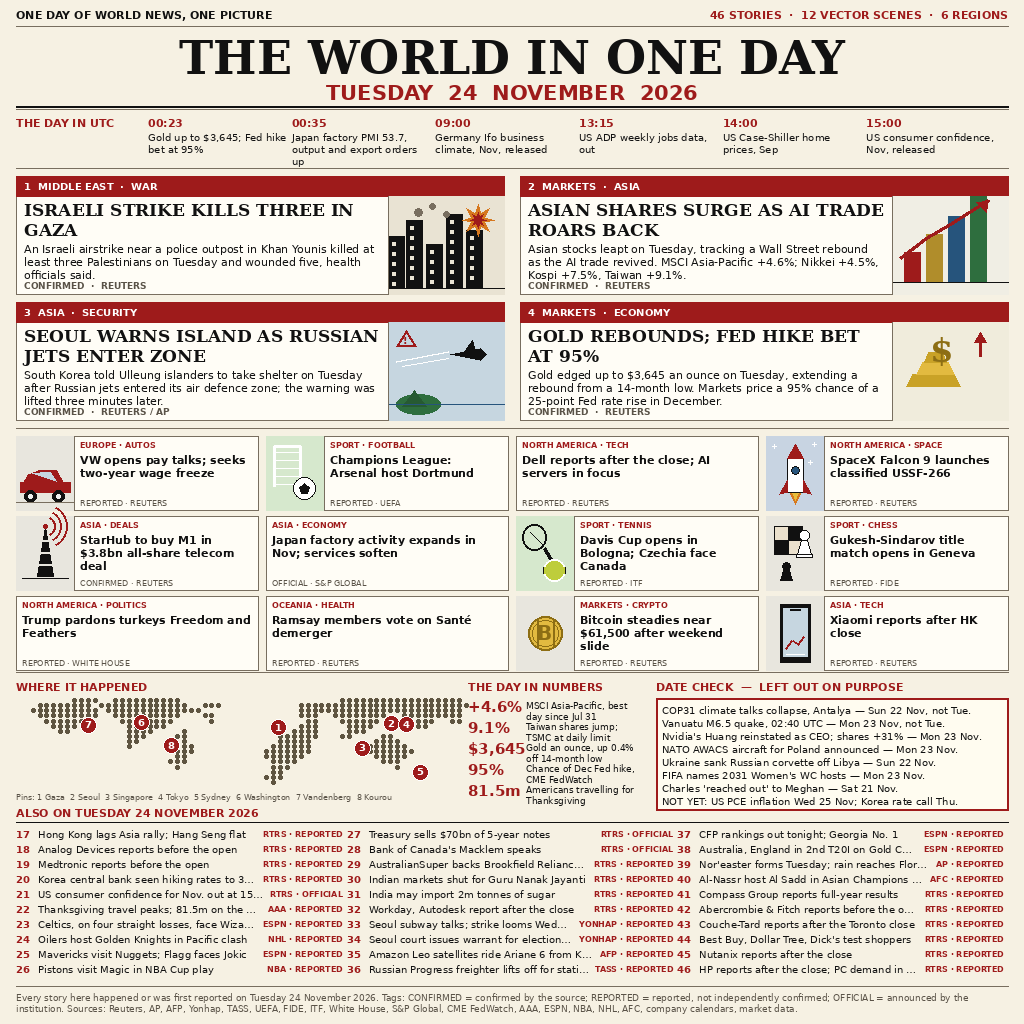 ONE DAY OF WORLD NEWS, ONE PICTURE
46 STORIES · 12 VECTOR SCENES · 6 REGIONS
THE WORLD IN ONE DAY
TUESDAY 24 NOVEMBER 2026
THE DAY IN UTC
00:23
Gold up to $3,645; Fed hike
bet at 95%
00:35
Japan factory PMI 53.7,
output and export orders
up
09:00
Germany Ifo business
climate, Nov, released
13:15
US ADP weekly jobs data,
out
14:00
US Case-Shiller home
prices, Sep
15:00
US consumer confidence,
Nov, released
1 MIDDLE EAST · WAR
ISRAELI STRIKE KILLS THREE IN
GAZA
An Israeli airstrike near a police outpost in Khan Younis killed at
least three Palestinians on Tuesday and wounded five, health
officials said.
CONFIRMED · REUTERS
2 MARKETS · ASIA
ASIAN SHARES SURGE AS AI TRADE
ROARS BACK
Asian stocks leapt on Tuesday, tracking a Wall Street rebound
as the AI trade revived. MSCI Asia-Pacific +4.6%; Nikkei +4.5%,
Kospi +7.5%, Taiwan +9.1%.
CONFIRMED · REUTERS
3 ASIA · SECURITY
SEOUL WARNS ISLAND AS RUSSIAN
JETS ENTER ZONE
South Korea told Ulleung islanders to take shelter on Tuesday
after Russian jets entered its air defence zone; the warning was
lifted three minutes later.
CONFIRMED · REUTERS / AP
!
4 MARKETS · ECONOMY
GOLD REBOUNDS; FED HIKE BET
AT 95%
Gold edged up to $3,645 an ounce on Tuesday, extending a
rebound from a 14-month low. Markets price a 95% chance of a
25-point Fed rate rise in December.
CONFIRMED · REUTERS
$
EUROPE · AUTOS
VW opens pay talks; seeks
two-year wage freeze
REPORTED · REUTERS
SPORT · FOOTBALL
Champions League:
Arsenal host Dortmund
REPORTED · UEFA
NORTH AMERICA · TECH
Dell reports after the close; AI
servers in focus
REPORTED · REUTERS
NORTH AMERICA · SPACE
SpaceX Falcon 9 launches
classified USSF-266
REPORTED · REUTERS
ASIA · DEALS
StarHub to buy M1 in
$3.8bn all-share telecom
deal
CONFIRMED · REUTERS
ASIA · ECONOMY
Japan factory activity expands in
Nov; services soften
OFFICIAL · S&P GLOBAL
SPORT · TENNIS
Davis Cup opens in
Bologna; Czechia face
Canada
REPORTED · ITF
SPORT · CHESS
Gukesh-Sindarov title
match opens in Geneva
REPORTED · FIDE
NORTH AMERICA · POLITICS
Trump pardons turkeys Freedom and
Feathers
REPORTED · WHITE HOUSE
OCEANIA · HEALTH
Ramsay members vote on Santé
demerger
REPORTED · REUTERS
B
MARKETS · CRYPTO
Bitcoin steadies near
$61,500 after weekend
slide
REPORTED · REUTERS
ASIA · TECH
Xiaomi reports after HK
close
REPORTED · REUTERS
WHERE IT HAPPENED
7
6
8
1
2
4
3
5
Pins: 1 Gaza 2 Seoul 3 Singapore 4 Tokyo 5 Sydney 6 Washington 7 Vandenberg 8 Kourou
THE DAY IN NUMBERS
+4.6% MSCI Asia-Pacific, best
day since Jul 31
9.1% Taiwan shares jump;
TSMC at daily limit
$3,645 Gold an ounce, up 0.4%
off 14-month low
95% Chance of Dec Fed hike,
CME FedWatch
81.5m Americans travelling for
Thanksgiving
DATE CHECK — LEFT OUT ON PURPOSE
COP31 climate talks collapse, Antalya — Sun 22 Nov, not Tue.
Vanuatu M6.5 quake, 02:40 UTC — Mon 23 Nov, not Tue.
Nvidia's Huang reinstated as CEO; shares +31% — Mon 23 Nov.
NATO AWACS aircraft for Poland announced — Mon 23 Nov.
Ukraine sank Russian corvette off Libya — Sun 22 Nov.
FIFA names 2031 Women's WC hosts — Mon 23 Nov.
Charles 'reached out' to Meghan — Sat 21 Nov.
NOT YET: US PCE inflation Wed 25 Nov; Korea rate call Thu.
ALSO ON TUESDAY 24 NOVEMBER 2026
17 Hong Kong lags Asia rally; Hang Seng flat RTRS · REPORTED
18 Analog Devices reports before the open RTRS · REPORTED
19 Medtronic reports before the open RTRS · REPORTED
20 Korea central bank seen hiking rates to 3... RTRS · REPORTED
21 US consumer confidence for Nov. out at 15... RTRS · OFFICIAL
22 Thanksgiving travel peaks; 81.5m on the ... AAA · REPORTED
23 Celtics, on four straight losses, face Wiza... ESPN · REPORTED
24 Oilers host Golden Knights in Pacific clash NHL · REPORTED
25 Mavericks visit Nuggets; Flagg faces Jokic ESPN · REPORTED
26 Pistons visit Magic in NBA Cup play NBA · REPORTED
27 Treasury sells $70bn of 5-year notes RTRS · OFFICIAL
28 Bank of Canada's Macklem speaks RTRS · OFFICIAL
29 AustralianSuper backs Brookfield Relianc... RTRS · REPORTED
30 Indian markets shut for Guru Nanak Jayanti RTRS · REPORTED
31 India may import 2m tonnes of sugar RTRS · REPORTED
32 Workday, Autodesk report after the close RTRS · REPORTED
33 Seoul subway talks; strike looms Wed... YONHAP · REPORTED
34 Seoul court issues warrant for election... YONHAP · REPORTED
35 Amazon Leo satellites ride Ariane 6 from K... AFP · REPORTED
36 Russian Progress freighter lifts off for stati... TASS · REPORTED
37 CFP rankings out tonight; Georgia No. 1 ESPN · REPORTED
38 Australia, England in 2nd T20I on Gold C... ESPN · REPORTED
39 Nor'easter forms Tuesday; rain reaches Flor... AP · REPORTED
40 Al-Nassr host Al Sadd in Asian Champions ... AFC · REPORTED
41 Compass Group reports full-year results RTRS · REPORTED
42 Abercrombie & Fitch reports before the o... RTRS · REPORTED
43 Couche-Tard reports after the Toronto close RTRS · REPORTED
44 Best Buy, Dollar Tree, Dick's test shoppers RTRS · REPORTED
45 Nutanix reports after the close RTRS · REPORTED
46 HP reports after the close; PC demand in ... RTRS · REPORTED
Every story here happened or was first reported on Tuesday 24 November 2026. Tags: CONFIRMED = confirmed by the source; REPORTED = reported, not independently confirmed; OFFICIAL = announced by the
institution. Sources: Reuters, AP, AFP, Yonhap, TASS, UEFA, FIDE, ITF, White House, S&P Global, CME FedWatch, AAA, ESPN, NBA, NHL, AFC, company calendars, market data.